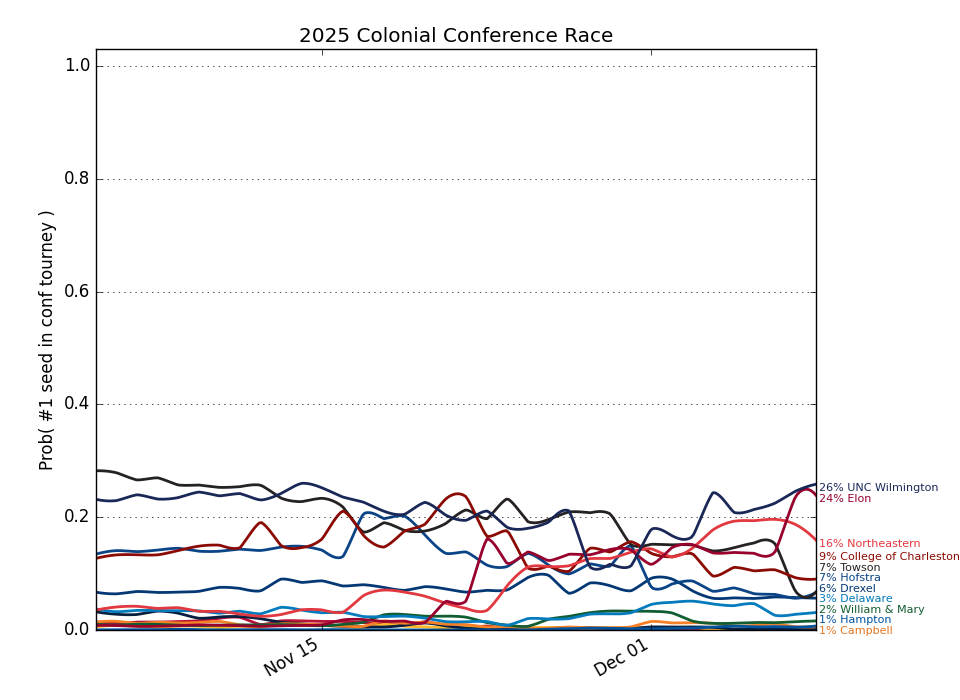 2025 Colonial Conference Race
Prob( #1 seed in conf tourney )
1.0
0.8
0.6
0.4
0.2
0.0
Nov 15
Dec 01
26% UNC Wilmington
24% Elon
16% Northeastern
9% College of Charleston
7% Towson
7% Hofstra
6% Drexel
3% Delaware
2% William & Mary
1% Hampton
1% Campbell